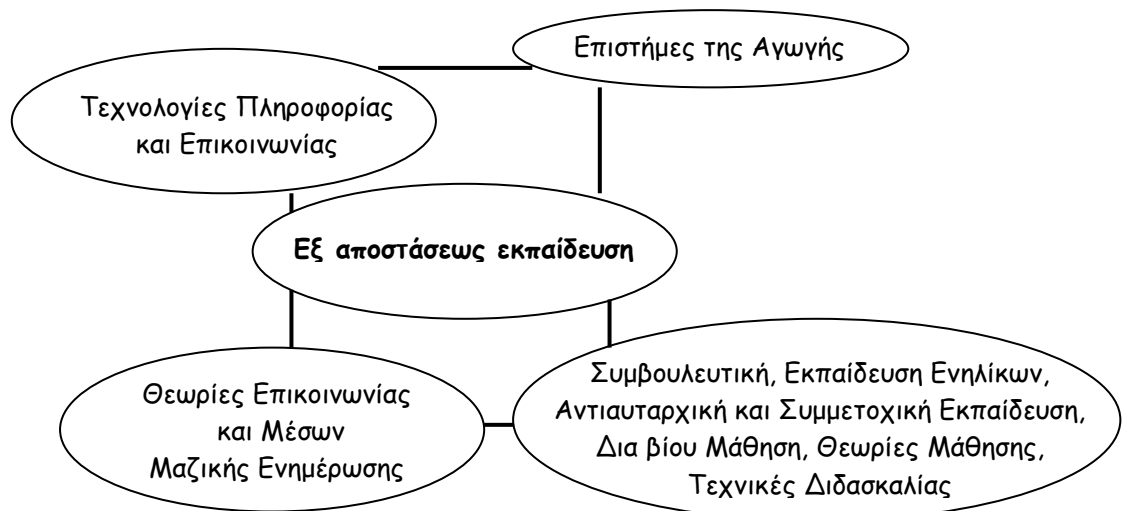 Επιστήμες της Αγωγής
Τεχνολογίες Πληροφορίας
και Επικοινωνίας
Εξ αποστάσεως εκπαίδευση
Θεωρίες Επικοινωνίας
και Μέσων
Μαζικής Ενημέρωσης
Συμβουλευτική, Εκπαίδευση Ενηλίκων,
Αντιαυταρχική και Συμμετοχική Εκπαίδευση,
Δια βίου Μάθηση, Θεωρίες Μάθησης,
Τεχνικές Διδασκαλίας